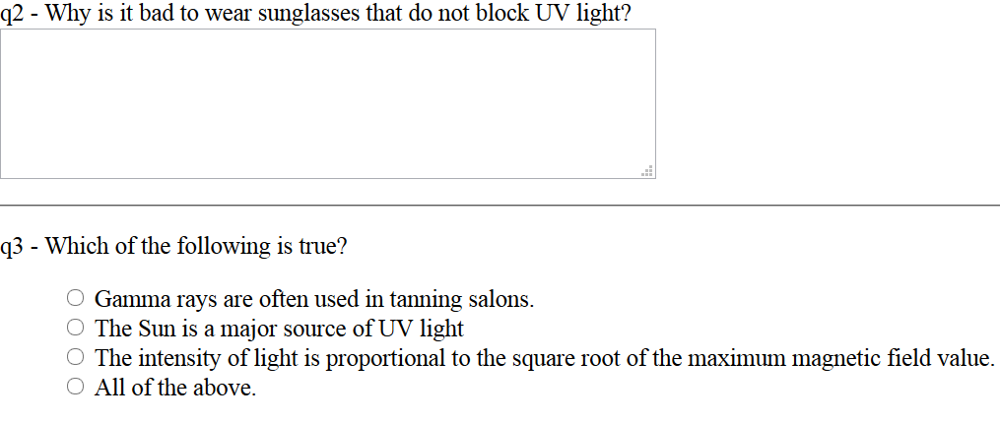 q2 - Why is it bad to wear sunglasses that do not block UV light?
q3 - Which of the following is true?
Gamma rays are often used in tanning salons.
The Sun is a major source of UV light
The intensity of light is proportional to the square root of the maximum magnetic field value.
All of the above.